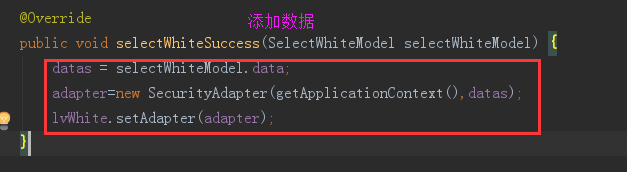 添加数据
@Override
public void selectWhiteSuccess(SelectWhiteModel selectWhiteModel) {
datas = selectWhiteModel.data;
adapter=new SecurityAdapter(getApplicationContext(),datas);
lvWhite.setAdapter(adapter);
}